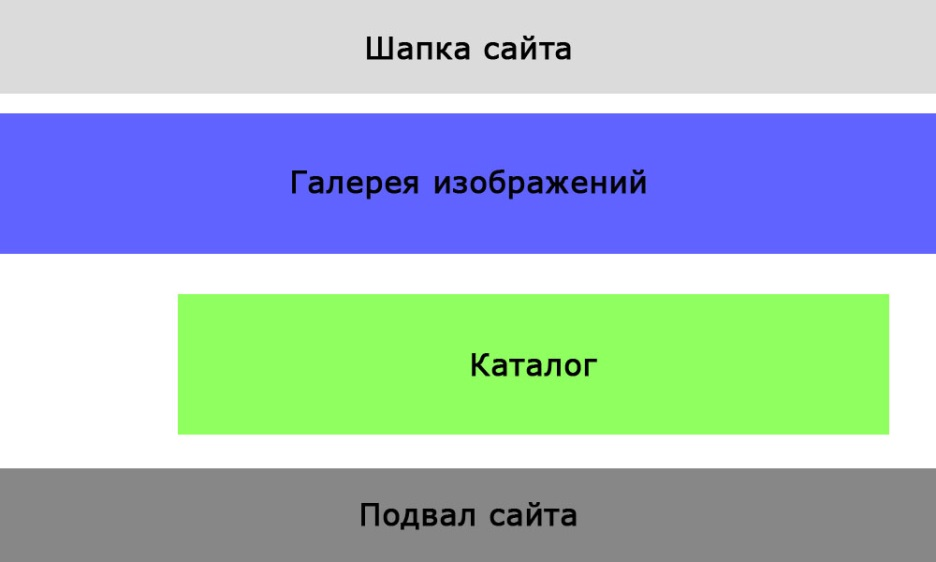 Шапка сайта
Галерея изображений
Каталог
Подвал сайта